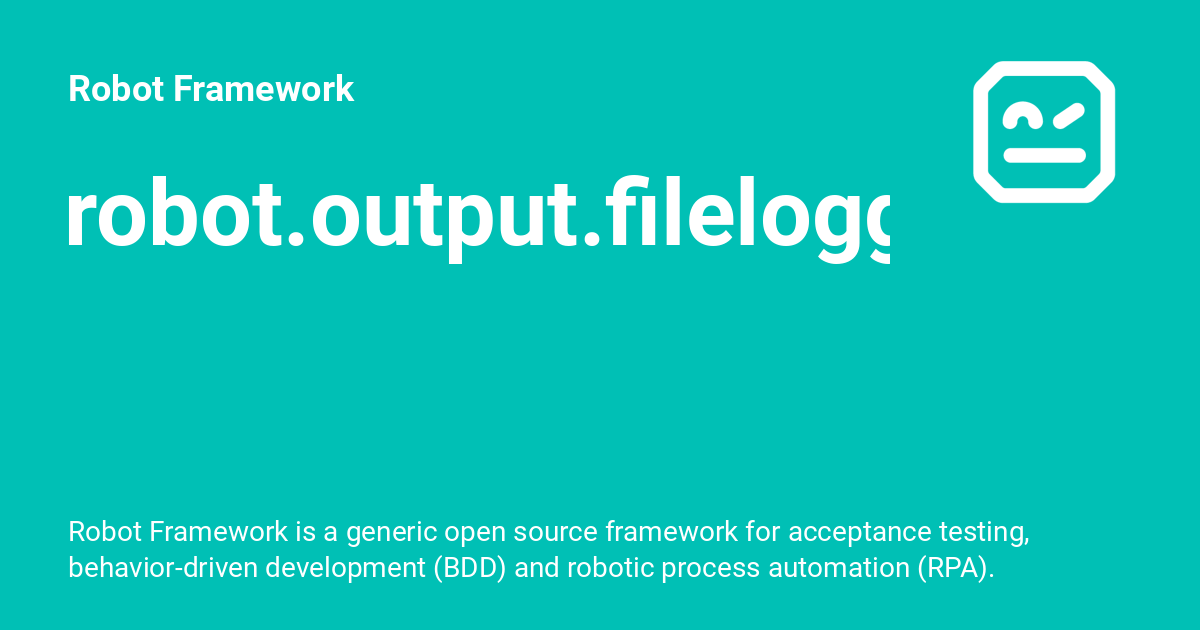 Robot Framework
robot.output.filelogg
Robot Framework is a generic open source framework for acceptance testing,
behavior-driven development (BDD) and robotic process automation (RPA).